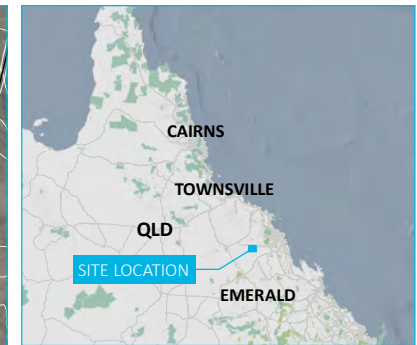 CAIRNS
TOWNSVILLE
QLD
SITE LOCATION
EMERALD